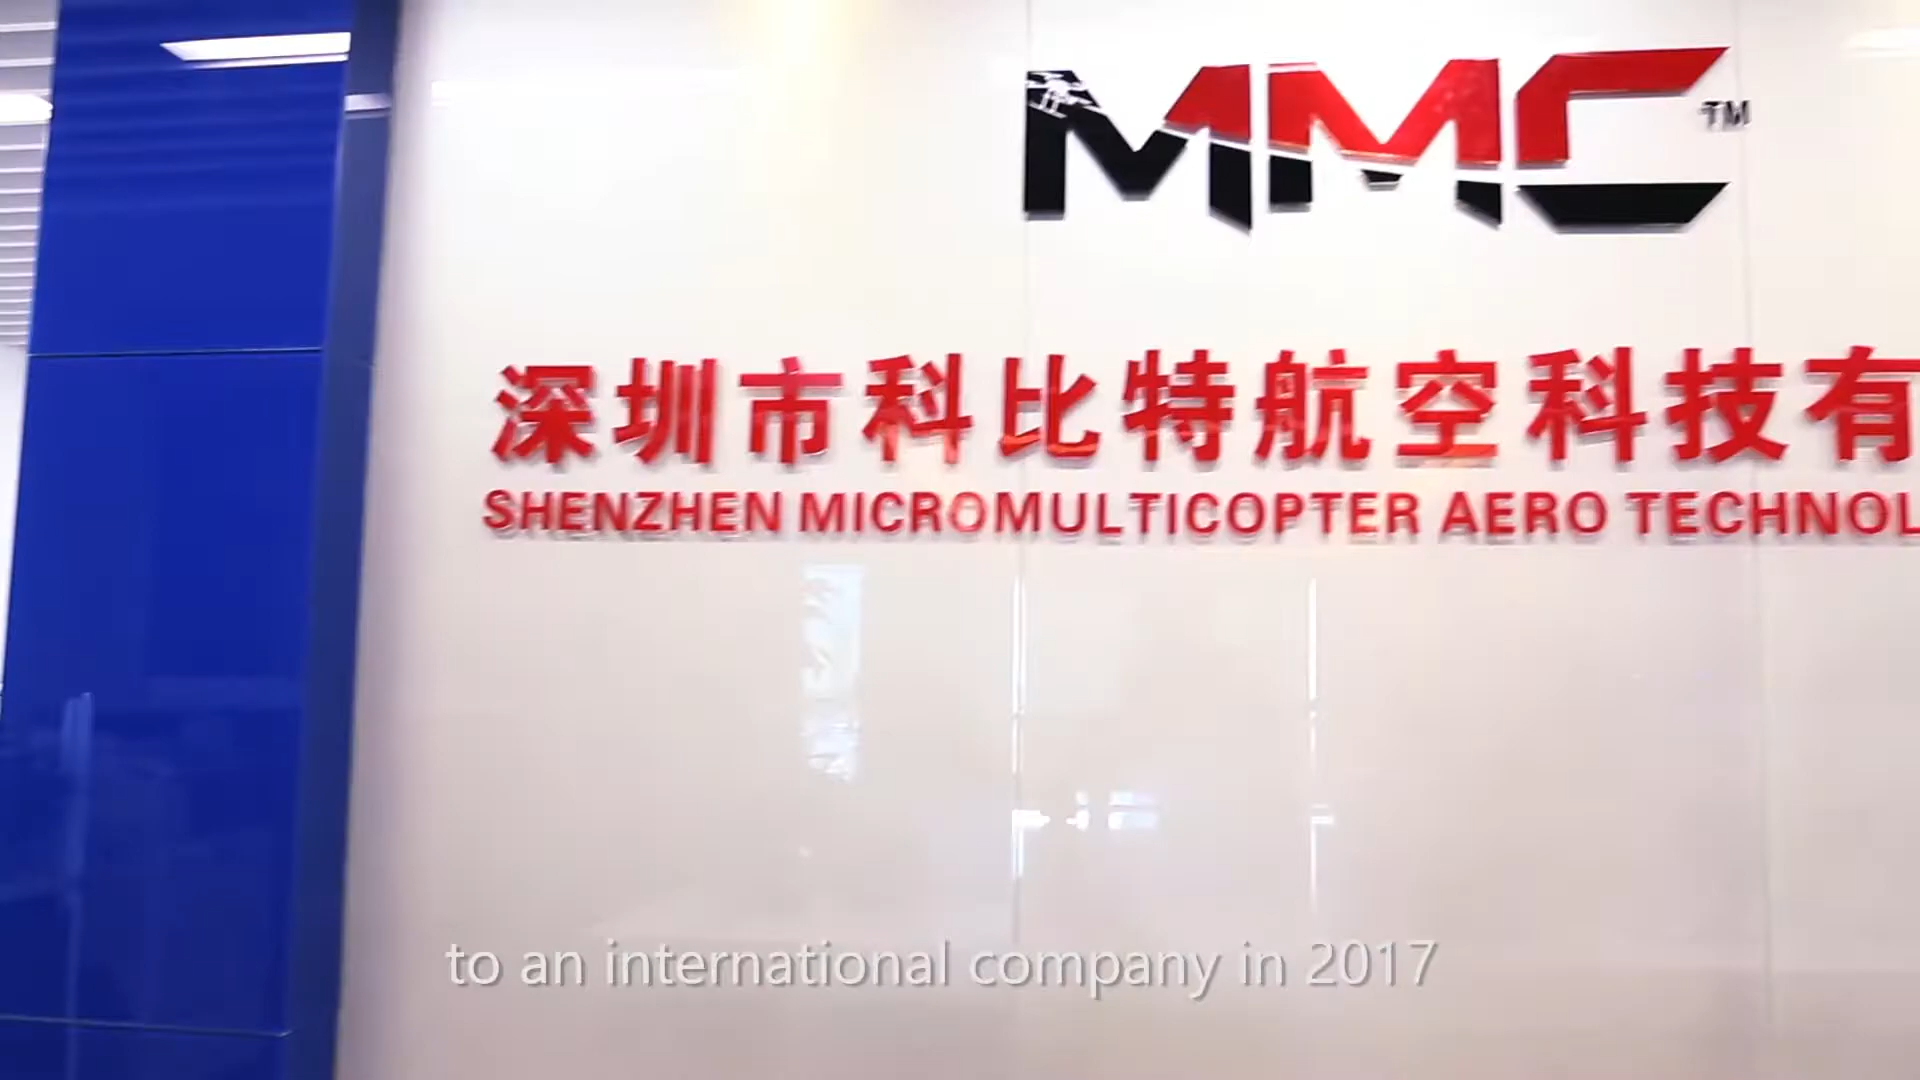 MMC™
深圳市科比特航空科技有
SHENZHEN MICROMULTICOPTER AERO TECHNOL
to an international company in 2017